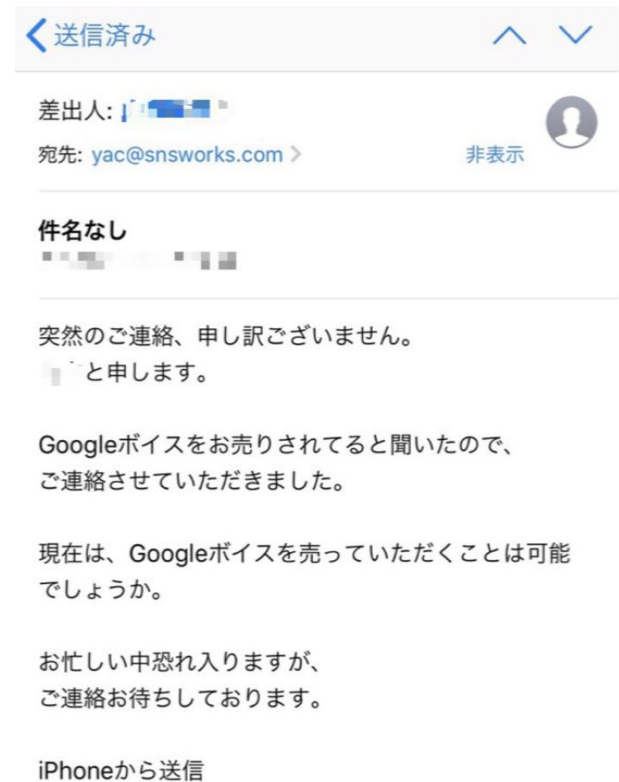 送信済み
差出人:
宛先: yac@snsworks.com
非表示
件名なし
突然のご連絡、申し訳ございません。
と申します。
Googleボイスをお売りされてると聞いたので、
ご連絡させていただきました。
現在は、Googleボイスを売っていただくことは可能
でしょうか。
お忙しい中恐れ入りますが、
ご連絡お待ちしております。
iPhoneから送信